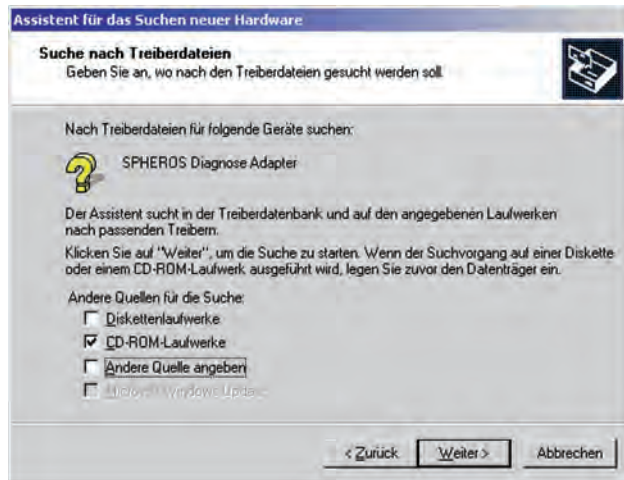 Assistent für das Suchen neuer Hardware
Suche nach Treiberdateien
Geben Sie an, wo nach den Treiberdateien gesucht werden soll.
Nach Treiberdateien für folgende Geräte suchen:
SPHEROS Diagnose Adapter
Der Assistent sucht in der Treiberdatenbank und auf den angegebenen Laufwerken
nach passenden Treibern.
Klicken Sie auf "Weiter", um die Suche zu starten. Wenn der Suchvorgang auf einer Diskette
oder einem CD-ROM-Laufwerk ausgeführt wird, legen Sie zuvor den Datenträger ein.
Andere Quellen für die Suche:
Diskettenlaufwerke
CD-ROM-Laufwerke
Andere Quelle angeben
Microsoft Windows Update
< Zurück Weiter > Abbrechen